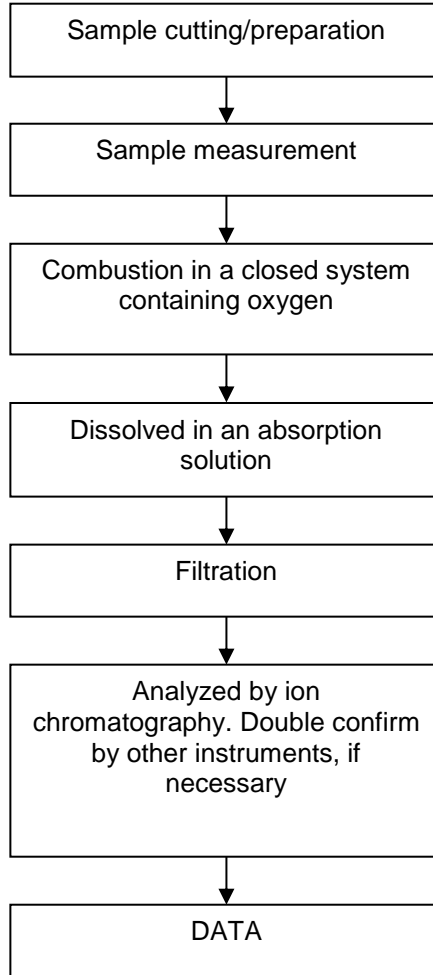 Sample cutting/preparation
Sample measurement
Combustion in a closed system
containing oxygen
Dissolved in an absorption
solution
Filtration
Analyzed by ion
chromatography. Double confirm
by other instruments, if
necessary
DATA